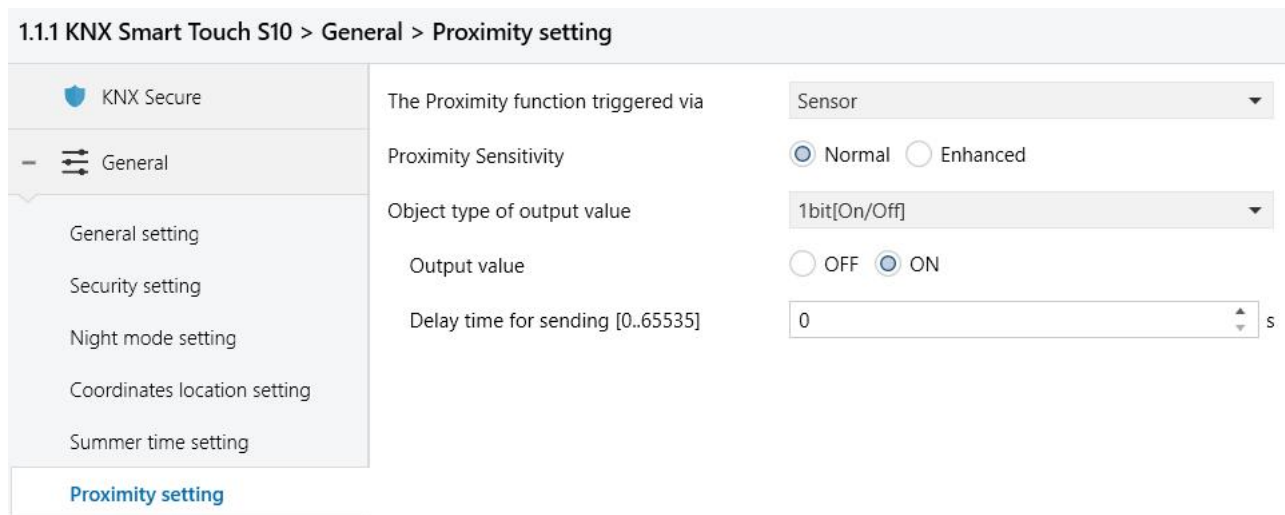 1.1.1 KNX Smart Touch S10 > General > Proximity setting
KNX Secure
General
General setting
Security setting
Night mode setting
Coordinates location setting
Summer time setting
Proximity setting
The Proximity function triggered via Sensor
Proximity Sensitivity Normal Enhanced
Object type of output value 1bit[On/Off]
Output value OFF ON
Delay time for sending [0..65535] 0 s